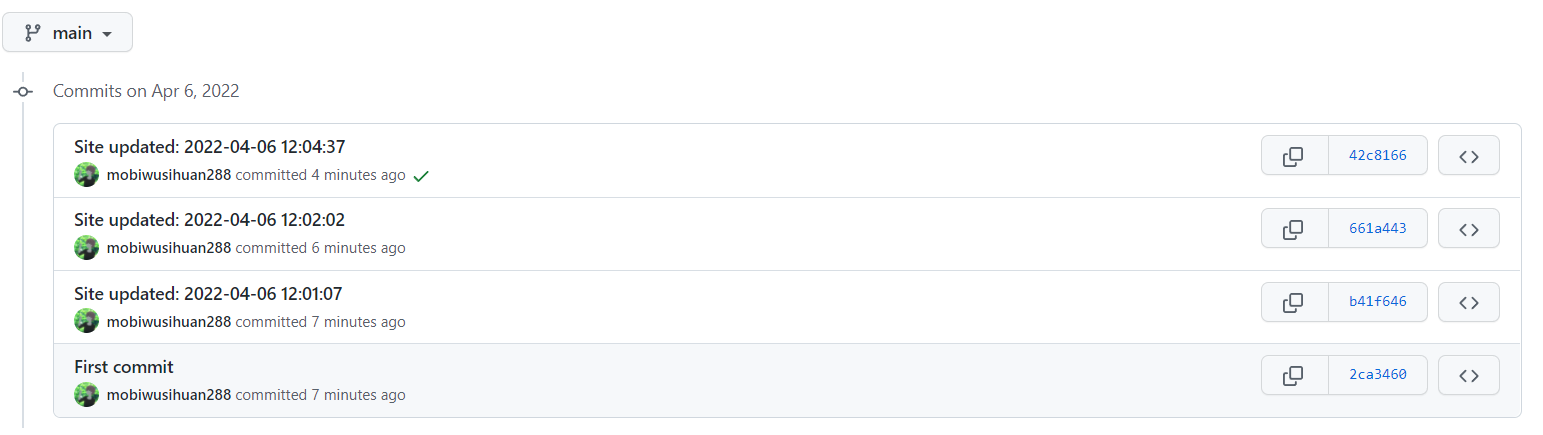 main
Commits on Apr 6, 2022
Site updated: 2022-04-06 12:04:37
42c8166
mobiwusihuan288 committed 4 minutes ago
Site updated: 2022-04-06 12:02:02
661a443
mobiwusihuan288 committed 6 minutes ago
Site updated: 2022-04-06 12:01:07
b41f646
mobiwusihuan288 committed 7 minutes ago
First commit
2ca3460
mobiwusihuan288 committed 7 minutes ago